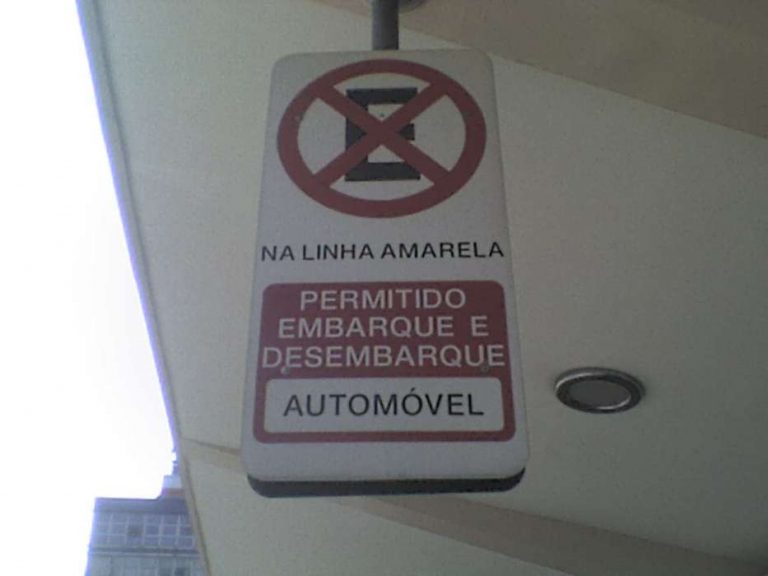 E
NA LINHA AMARELA
PERMITIDO
EMBARQUE E
DESEMBARQUE
AUTOMÓVEL